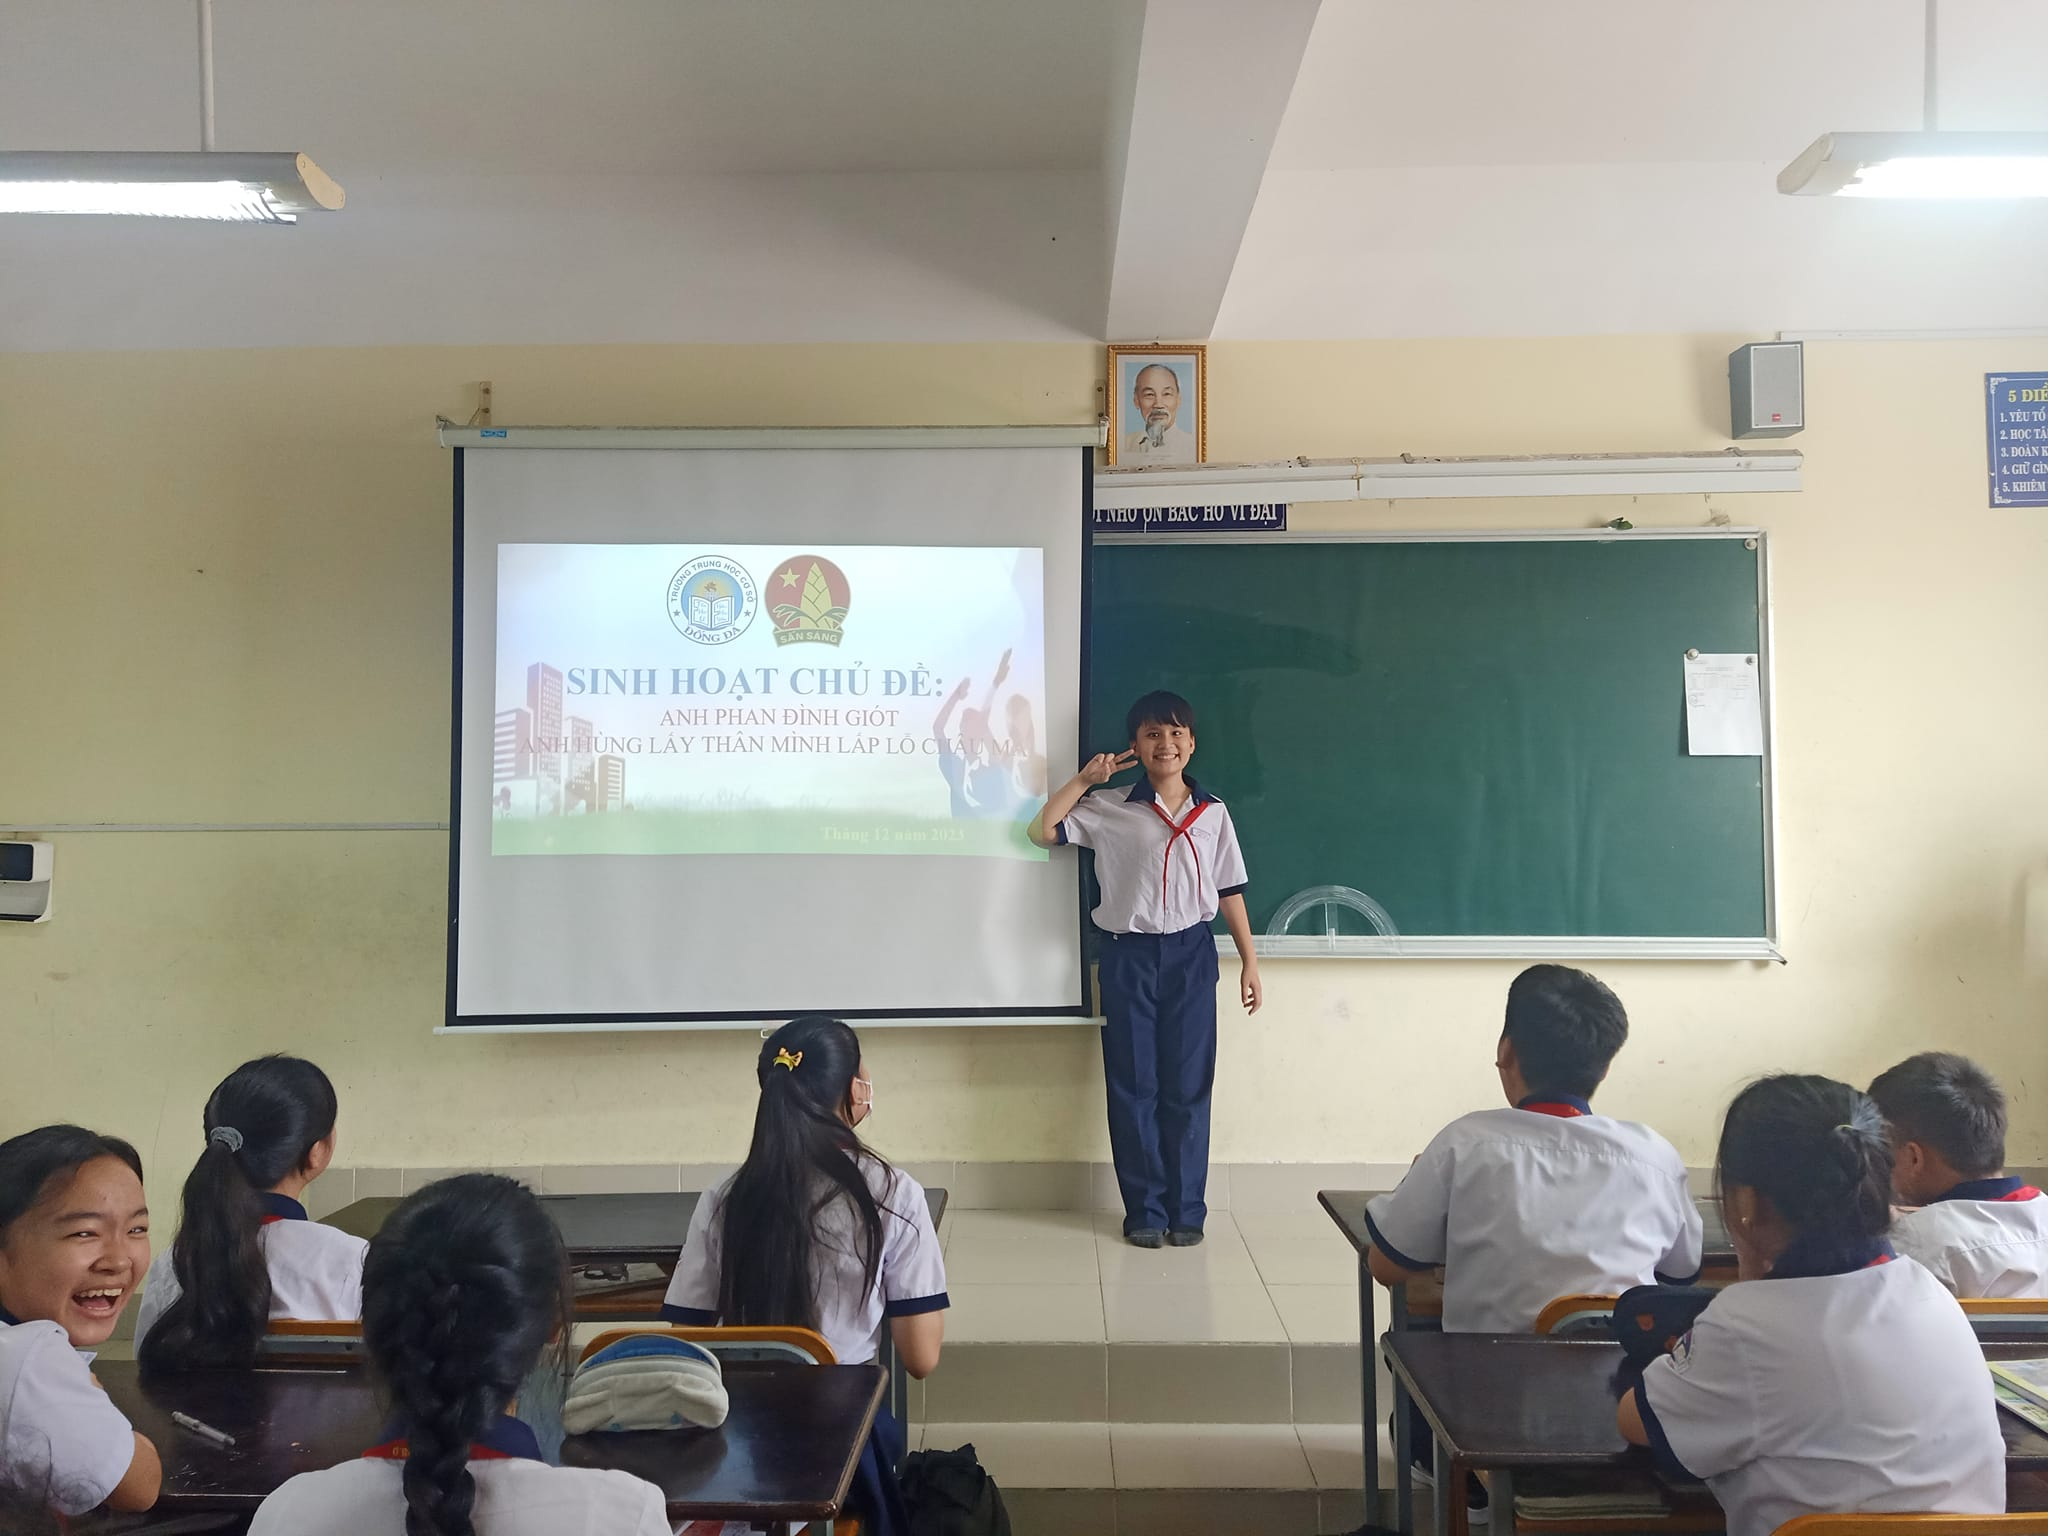 TRƯỜNG TRUNG HỌC CƠ SỞ
ĐỐNG ĐA
SẴN SÀNG
SINH HOẠT CHỦ ĐỀ:
ANH PHAN ĐÌNH GIÓT
ANH HÙNG LẤY THÂN MÌNH LẤP LỖ CHÂU MAI
Tháng 12 năm 2023
NHỚ ƠN BÁC HỒ VĨ ĐẠI
5 ĐIỀ
1. YÊU TỔ
2. HỌC TẬ
3. ĐOÀN K
4. GIỮ GÌN
5. KHIÊM